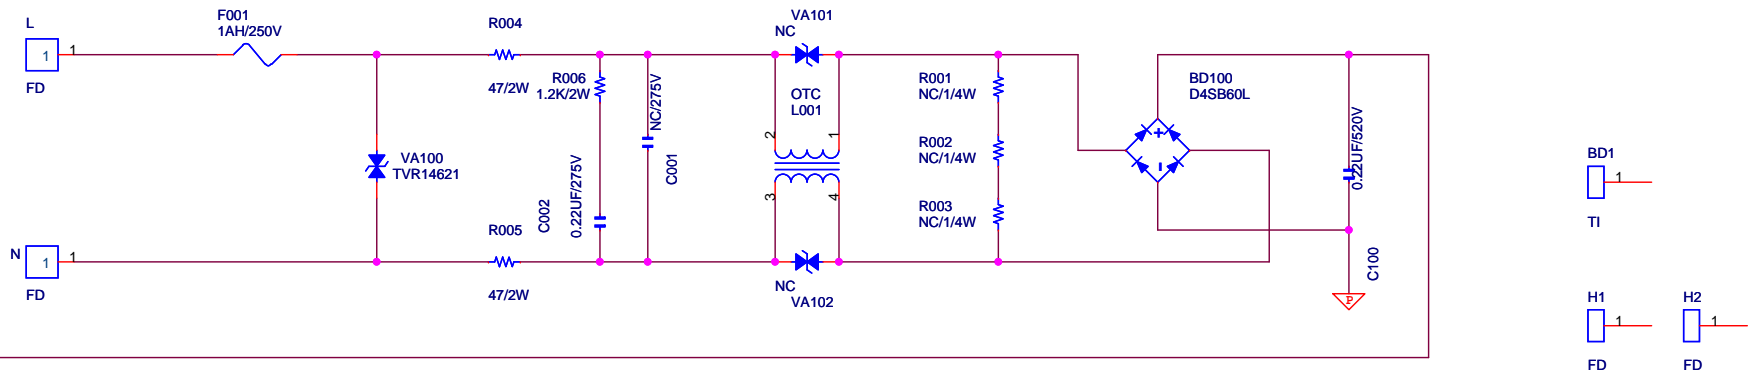 L
1
1
FD
F001
1AH/250V
R004
47/2W
VA100
TVR14621
N
1
1
FD
R005
47/2W
R006
1.2K/2W
C002
0.22UF/275V
NC/275V
C001
VA101
NC
OTC
L001
2
1
3
4
NC
VA102
R001
NC/1/4W
R002
NC/1/4W
R003
NC/1/4W
BD100
D4SB60L
+
-
0.22UF/520V
C100
P
BD1
1
TI
H1
1
FD
H2
1
FD